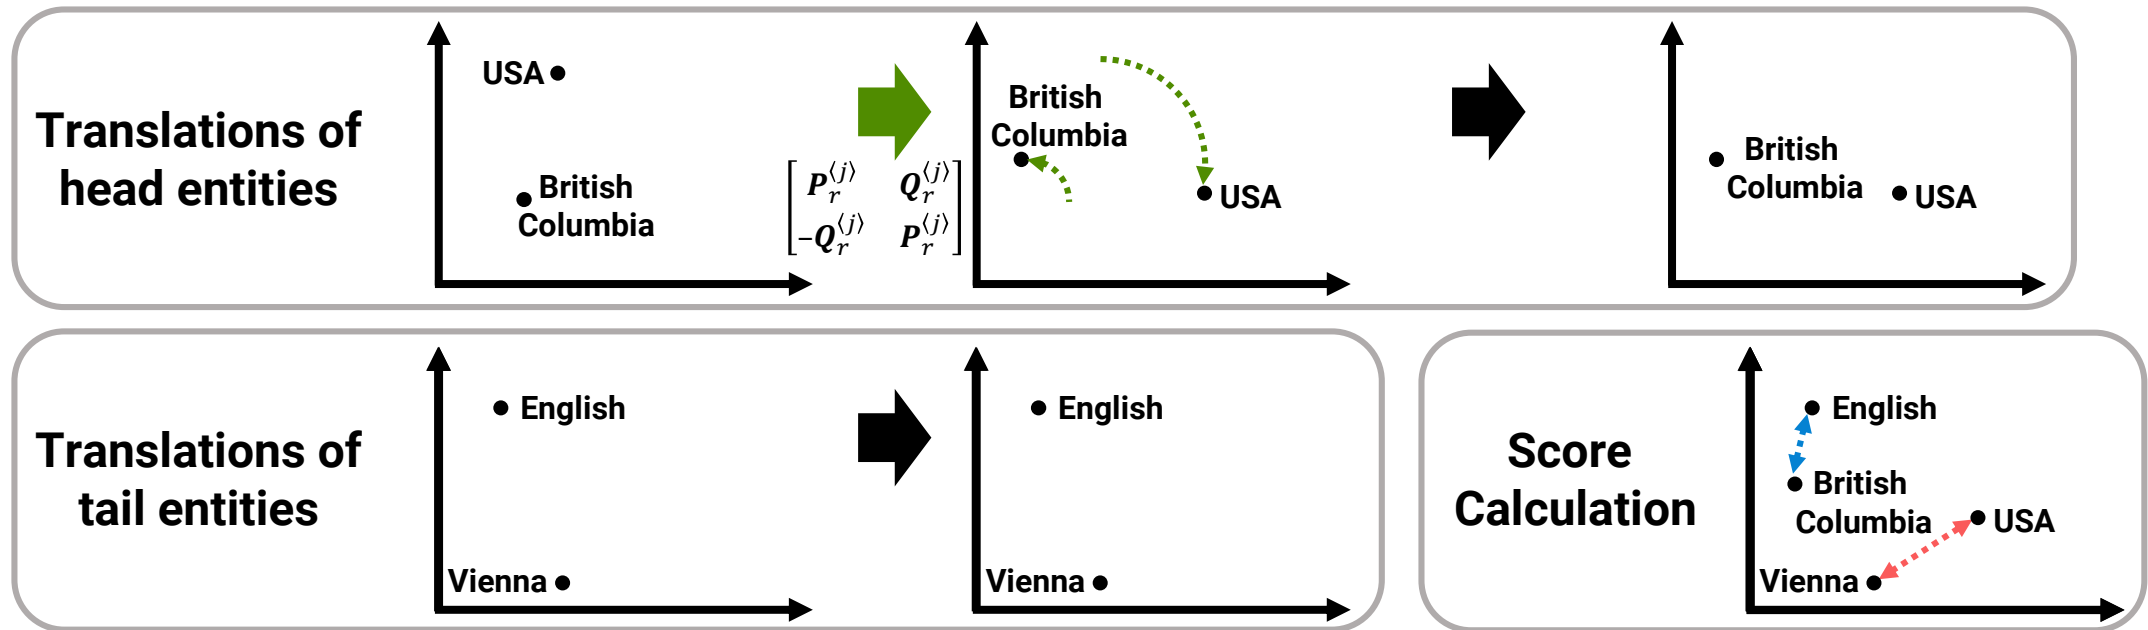 Translations of
head entities
USA
British
Columbia
P_r^⟨j⟩ Q_r^⟨j⟩
−Q_r^⟨j⟩ P_r^⟨j⟩
British
Columbia
USA
British
Columbia
USA
Translations of
tail entities
English
Vienna
English
Vienna
Score
Calculation
English
British
Columbia
USA
Vienna